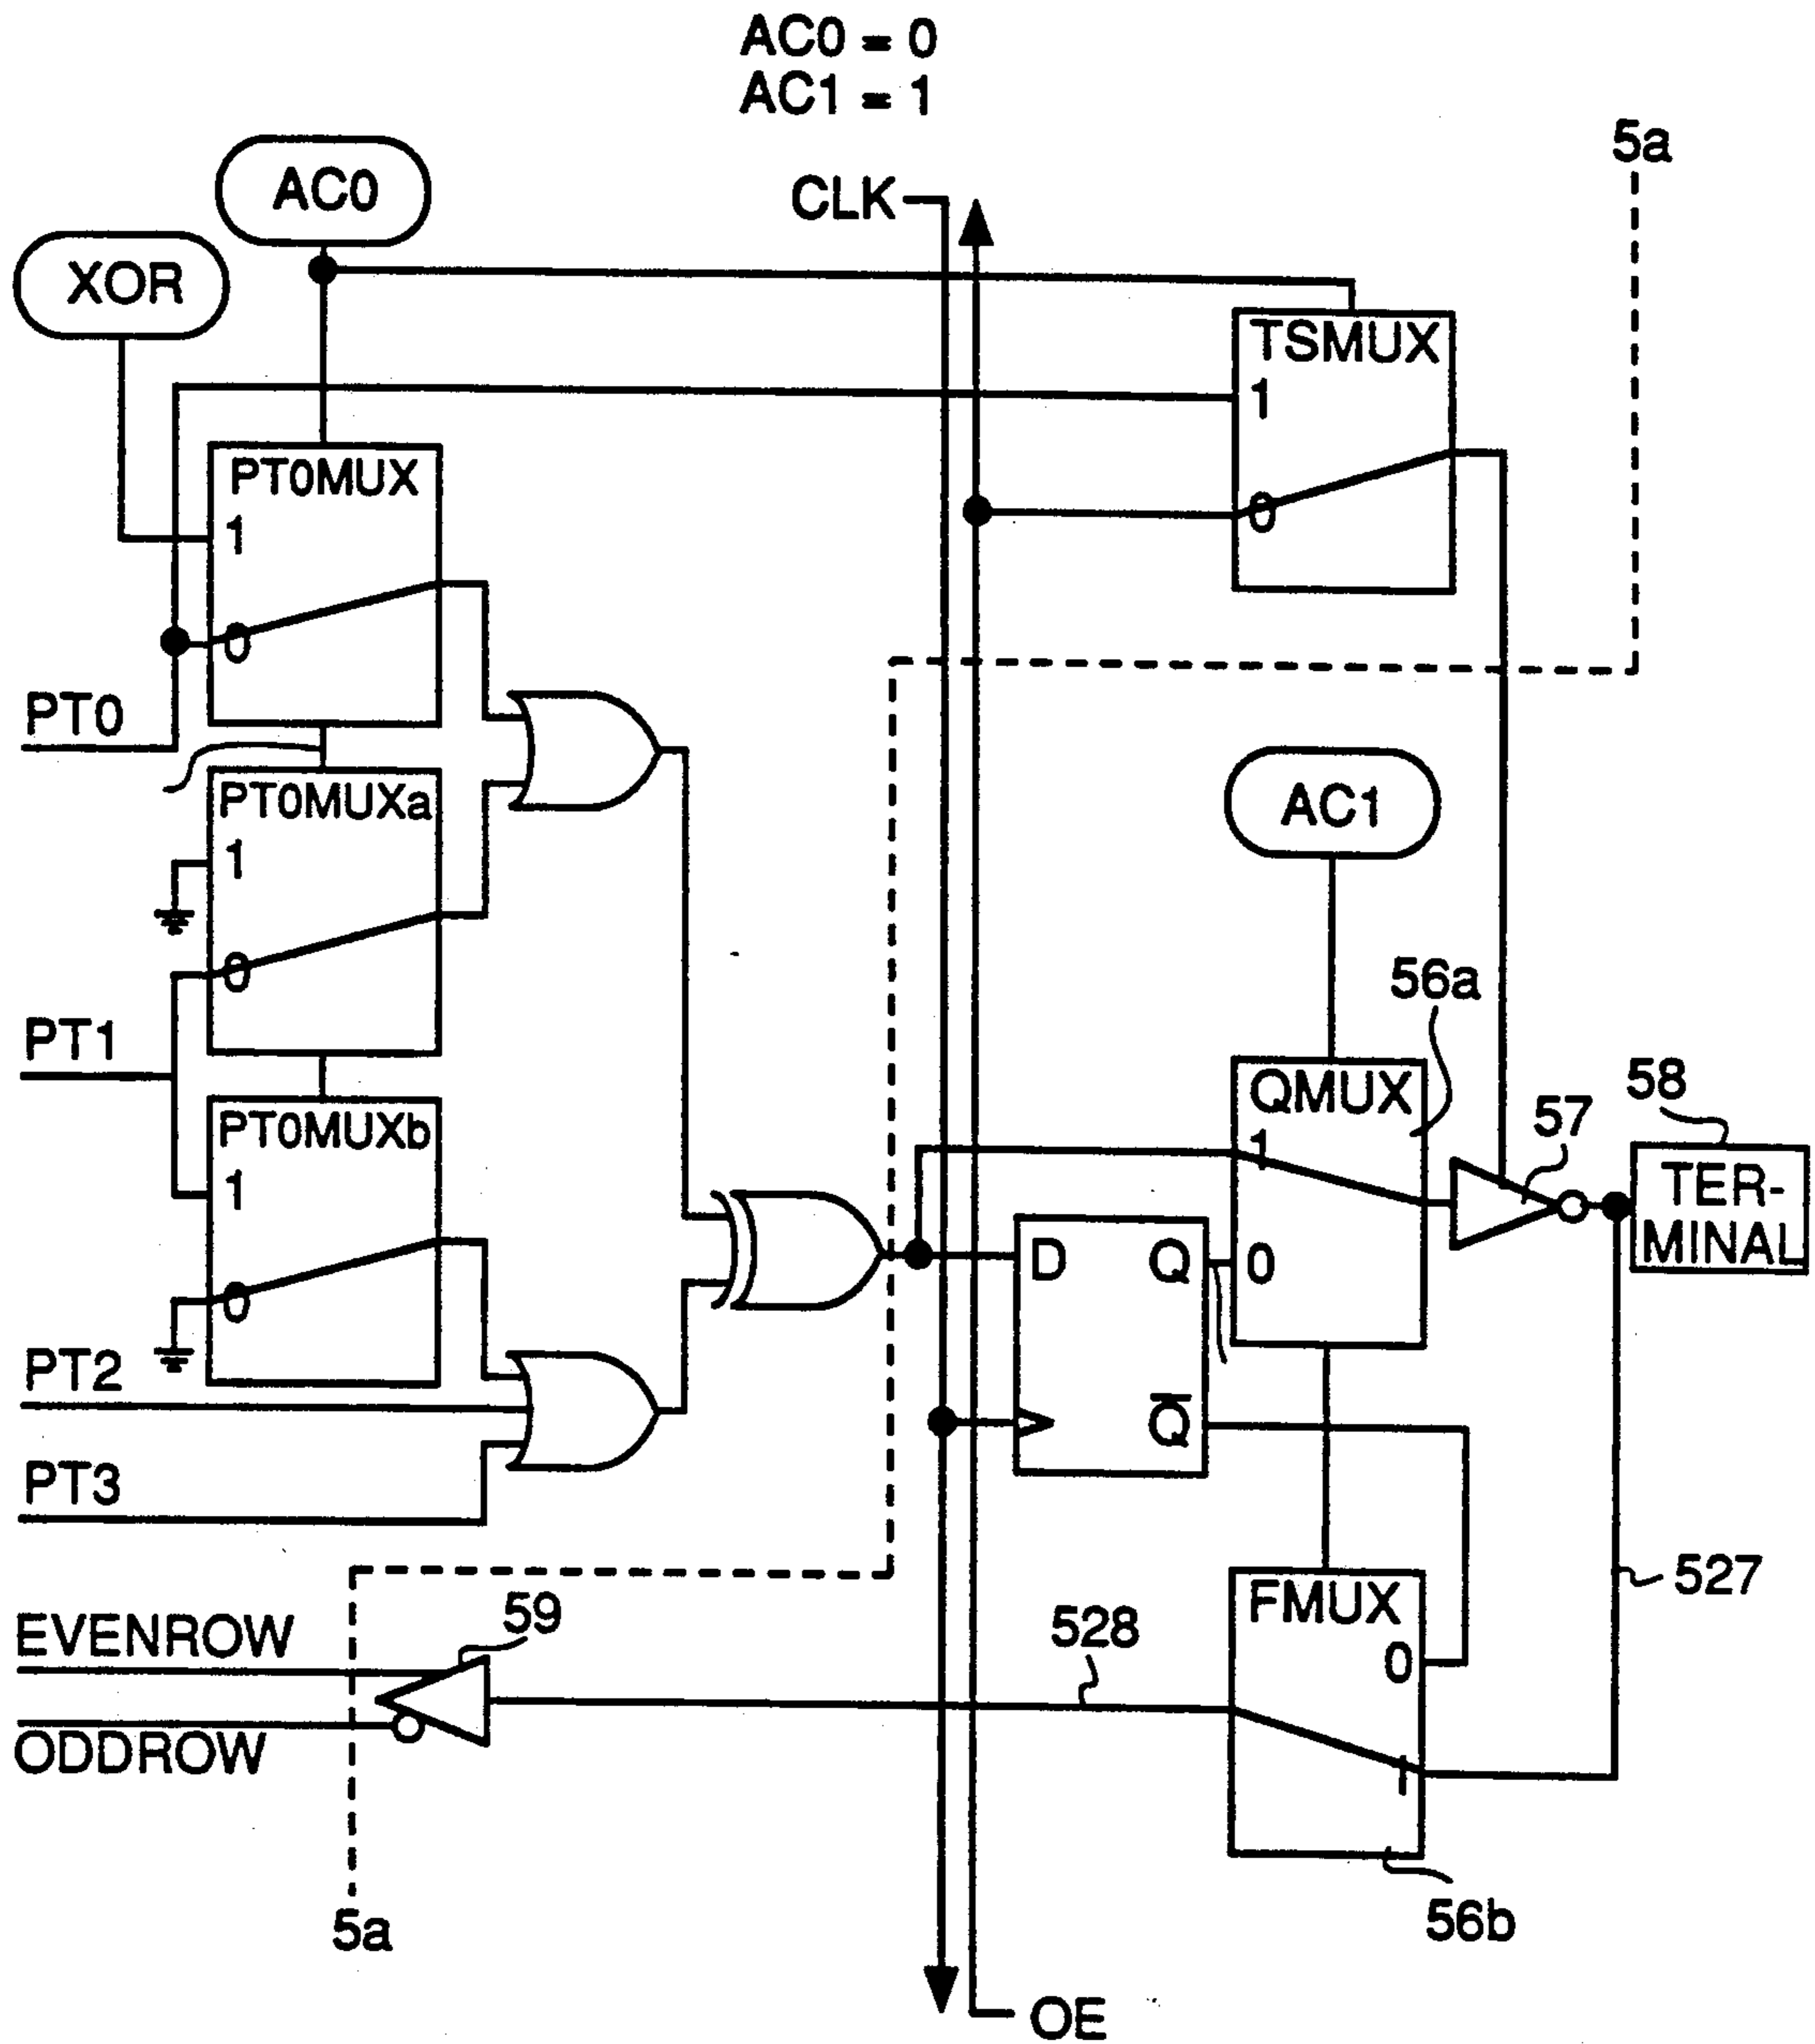 AC0 = 0
AC1 = 1
5a
AC0
CLK
XOR
TSMUX
1
0
PT0MUX
1
0
PT0
PT0MUXa
1
0
AC1
56a
PT1
PT0MUXb
1
0
QMUX
1
0
57
58
TER-
MINAL
D
Q
Q̅
PT2
PT3
527
FMUX
0
1
528
59
EVENROW
ODDROW
56b
5a
OE